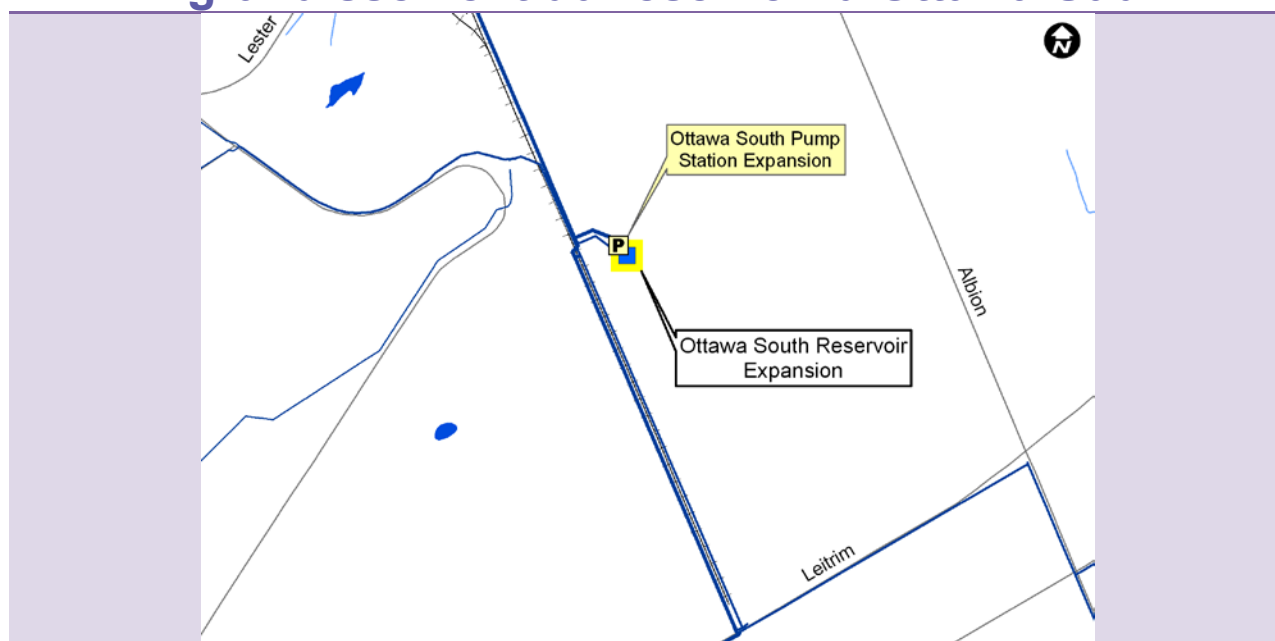 Lester
N
Ottawa South Pump
Station Expansion
P
Albion
Ottawa South Reservoir
Expansion
Leitrim